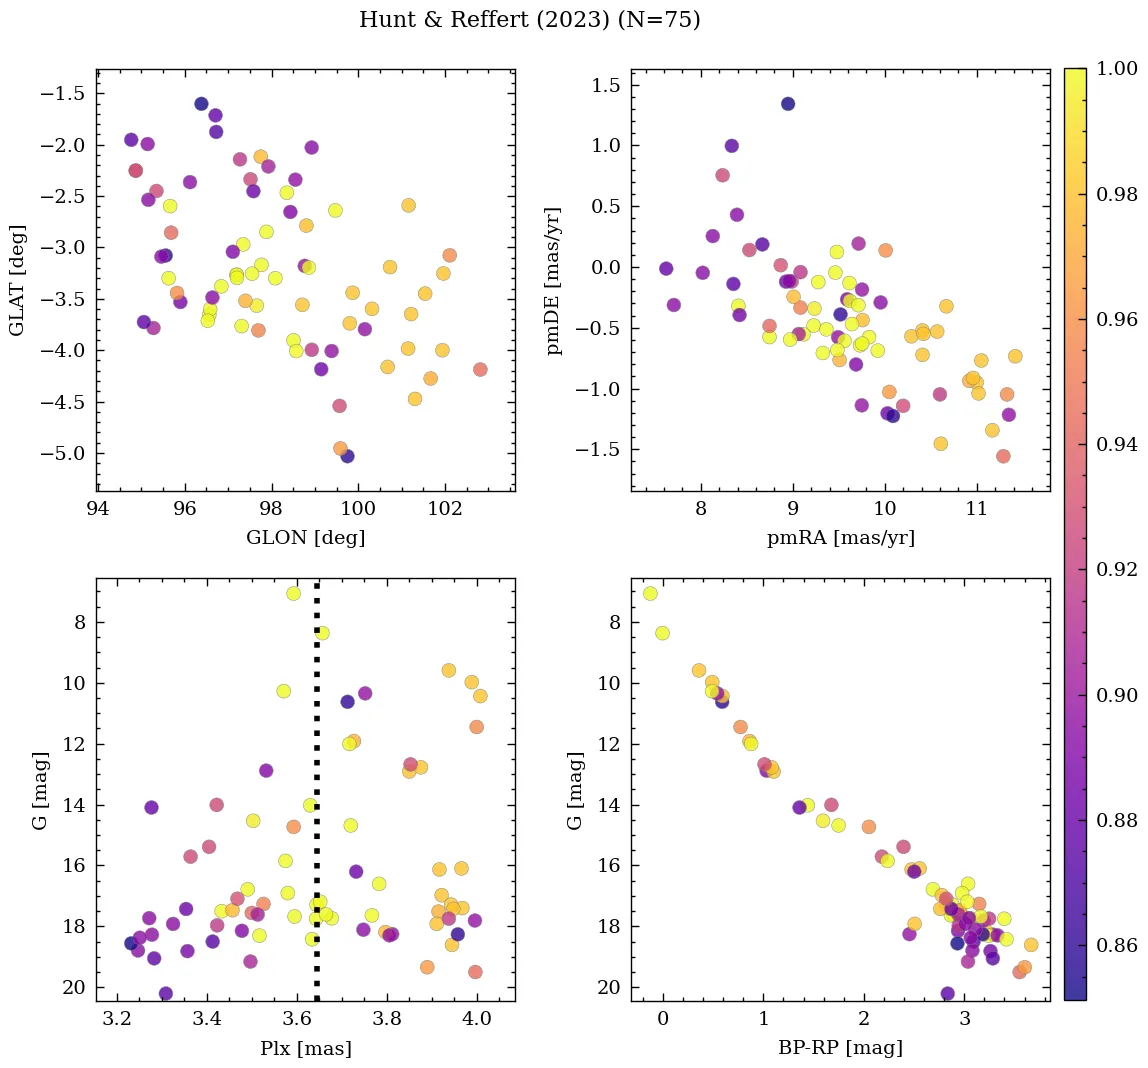 Hunt & Reffert (2023) (N=75)
−1.5
−2.0
−2.5
−3.0
−3.5
−4.0
−4.5
−5.0
GLAT [deg]
94 96 98 100 102
GLON [deg]
1.5
1.0
0.5
0.0
−0.5
−1.0
−1.5
pmDE [mas/yr]
8 9 10 11
pmRA [mas/yr]
8
10
12
14
16
18
20
G [mag]
3.2 3.4 3.6 3.8 4.0
Plx [mas]
8
10
12
14
16
18
20
G [mag]
0 1 2 3
BP-RP [mag]
1.00
0.98
0.96
0.94
0.92
0.90
0.88
0.86